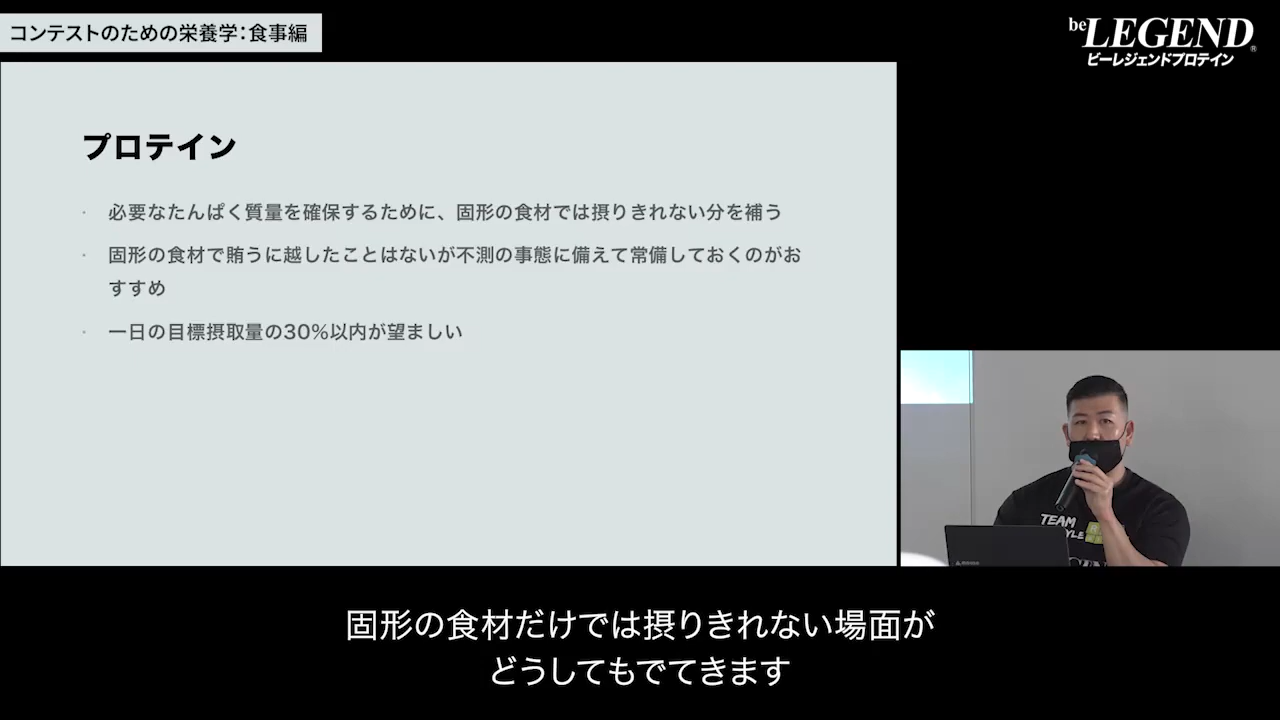 コンテストのための栄養学:食事編
be LEGEND®
ビーレジェンドプロテイン
プロテイン
· 必要なたんぱく質量を確保するために、固形の食材では摂りきれない分を補う
· 固形の食材で賄うに越したことはないが不測の事態に備えて常備しておくのがお
すすめ
· 一日の目標摂取量の30%以内が望ましい
TEAM
固形の食材だけでは摂りきれない場面が
どうしてもでてきます